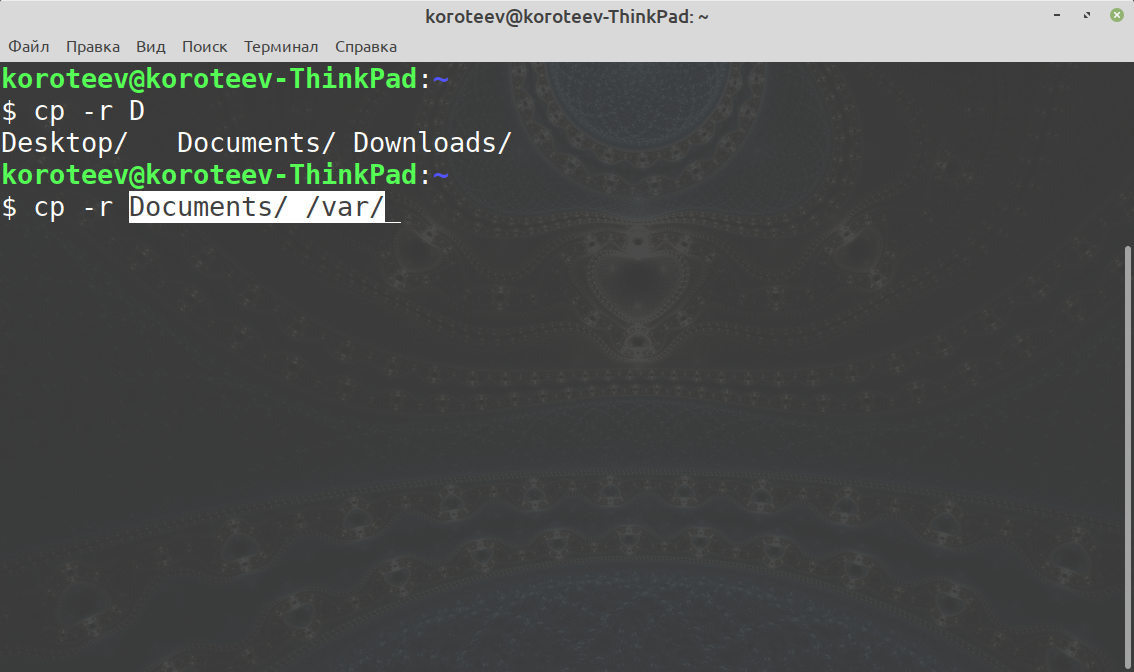 koroteev@koroteev-ThinkPad: ~
Файл Правка Вид Поиск Терминал Справка
koroteev@koroteev-ThinkPad:~
$ cp -r D
Desktop/ Documents/ Downloads/
koroteev@koroteev-ThinkPad:~
$ cp -r Documents/ /var/_